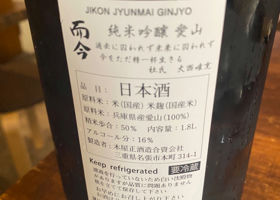 JIKON JYUNMAI GINJYO
而今
純米吟醸 愛山
過去に囚われず未来に囚われず
今をただ精一杯生きる
杜氏 大西唯克
品目:日本酒
原料米:米(国産)米麹(国産米)
原料米:兵庫県産愛山(100%)
精米歩合:50% 内容量:1.8L
アルコール分:16%
製造者:木屋正酒造合資会社
三重県名張市本町 314-1
Keep refrigerated 要冷蔵